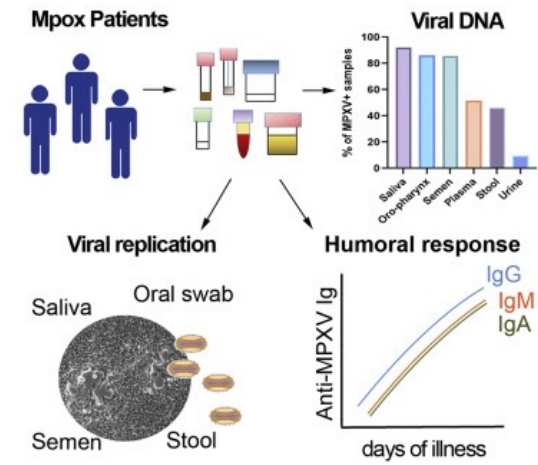 Mpox Patients
Viral DNA
% of MPXV+ samples
100
80
60
40
20
0
Saliva
Oro-pharynx
Semen
Plasma
Stool
Urine
Viral replication
Saliva
Oral swab
Semen
Stool
Humoral response
Anti-MPXV Ig
IgG
IgM
IgA
days of illness